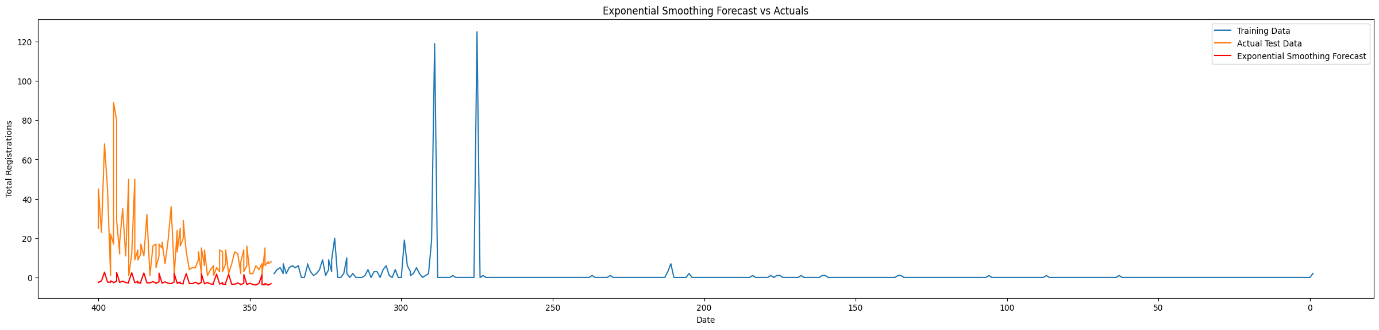 Exponential Smoothing Forecast vs Actuals
Training Data
Actual Test Data
Exponential Smoothing Forecast
Total Registrations
120
100
80
60
40
20
0
400
350
300
250
200
150
100
50
0
Date